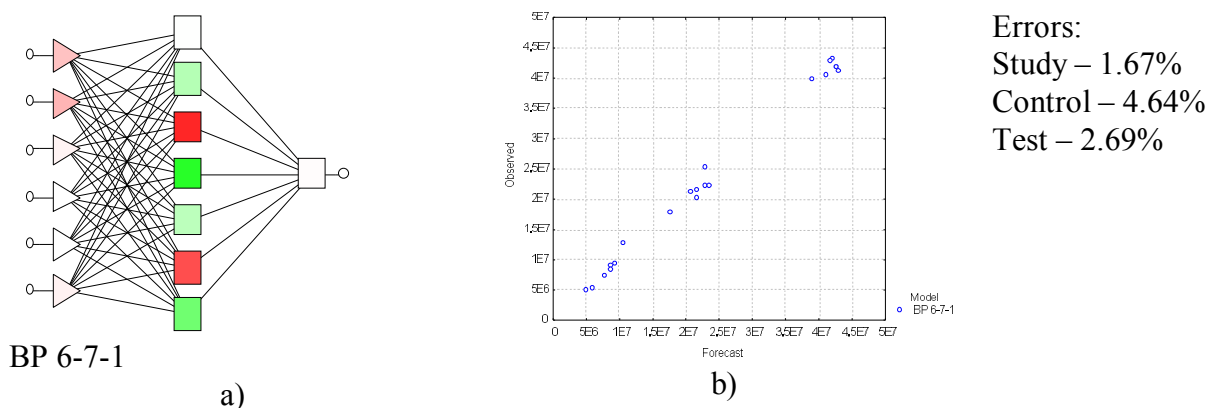 BP 6-7-1
a)
5E7
4,5E7
4E7
3,5E7
3E7
2,5E7
2E7
1,5E7
1E7
5E6
0
Observed
0 5E6 1E7 1,5E7 2E7 2,5E7 3E7 3,5E7 4E7 4,5E7 5E7
Forecast
Model
BP 6-7-1
b)
Errors:
Study – 1.67%
Control – 4.64%
Test – 2.69%